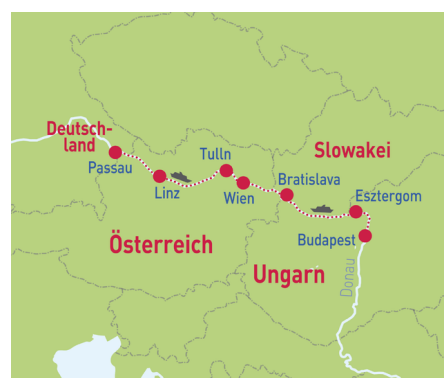 Deutsch-
land
Passau
Linz
Tulln
Wien
Slowakei
Bratislava
Esztergom
Budapest
Österreich
Ungarn
Donau